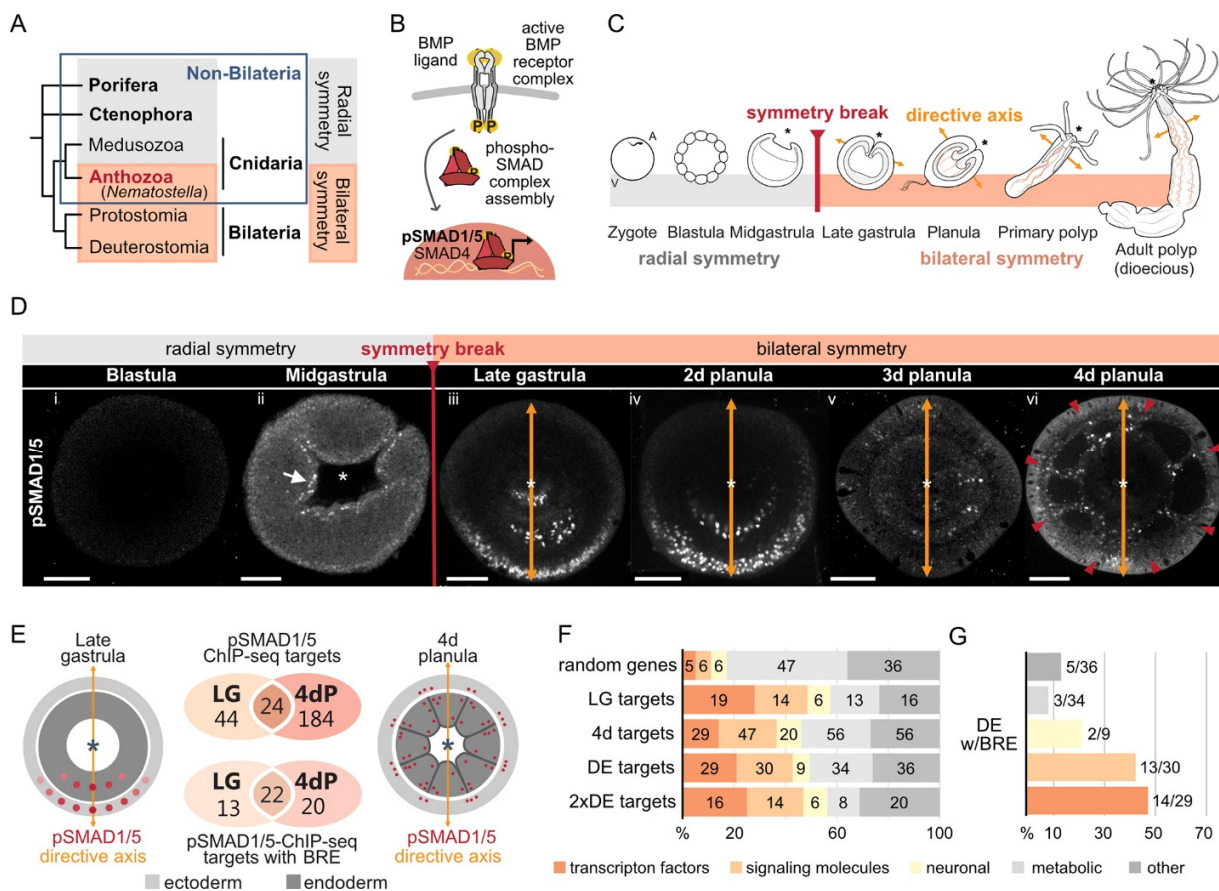 A
Non-Bilateria
Porifera
Ctenophora
Medusozoa
Cnidaria
Anthozoa
(Nematostella)
Protostomia
Bilateria
Deuterostomia
Radial
symmetry
Bilateral
symmetry
B
BMP
ligand
active
BMP
receptor
complex
P P
phospho-
SMAD
complex
assembly
P
pSMAD1/5
SMAD4
P
C
symmetry break
directive axis
A
V
*
*
*
*
*
Zygote Blastula Midgastrula Late gastrula Planula Primary polyp
Adult polyp
(dioecious)
radial symmetry
bilateral symmetry
D
radial symmetry symmetry break bilateral symmetry
Blastula Midgastrula Late gastrula 2d planula 3d planula 4d planula
i ii iii iv v vi
pSMAD1/5
* * * * *
E
Late
gastrula
*
pSMAD1/5
directive axis
pSMAD1/5
ChIP-seq targets
LG 24 4dP
44 184
LG 22 4dP
13 20
pSMAD1/5-ChIP-seq
targets with BRE
4d
planula
*
pSMAD1/5
directive axis
ectoderm endoderm
F
random genes 5 6 6 47 36
LG targets 19 14 6 13 16
4d targets 29 47 20 56 56
DE targets 29 30 9 34 36
2xDE targets 16 14 6 8 20
% 20 60 100
G
DE
w/BRE
5/36
3/34
2/9
13/30
14/29
% 10 30 50 70
transcripton factors signaling molecules neuronal metabolic other